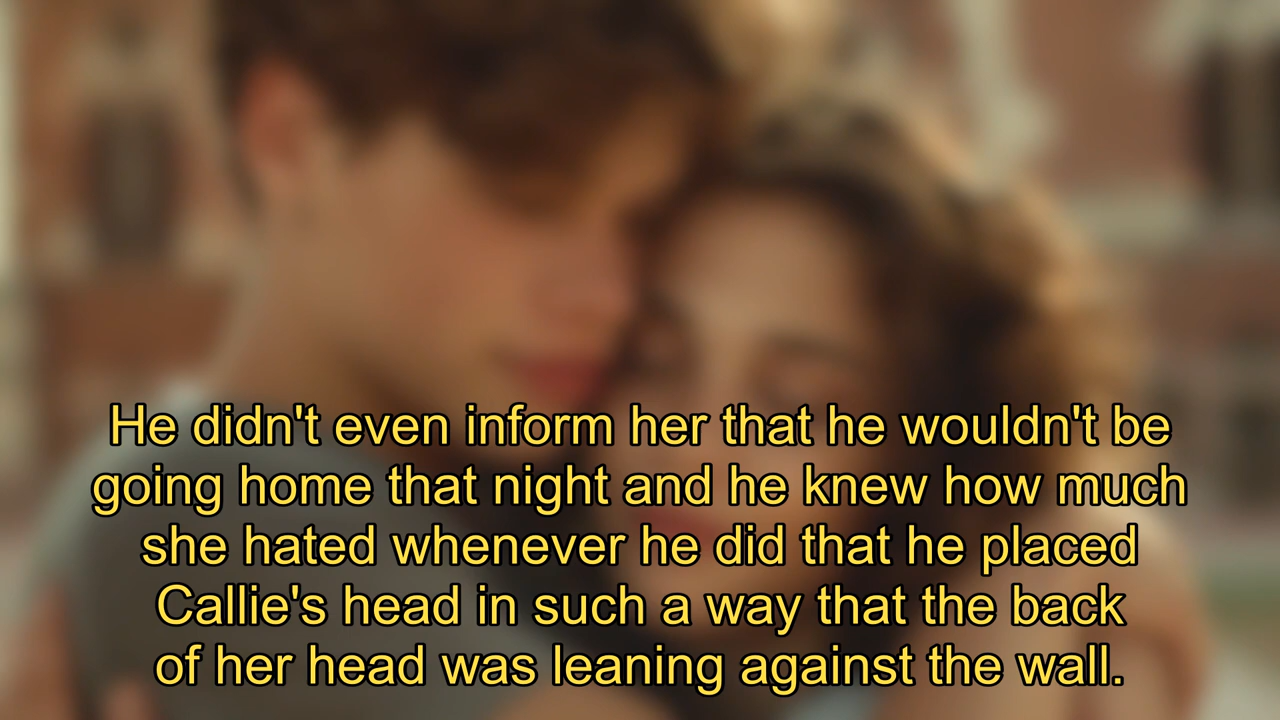 He didn't even inform her that he wouldn't be
going home that night and he knew how much
she hated whenever he did that he placed
Callie's head in such a way that the back
of her head was leaning against the wall.